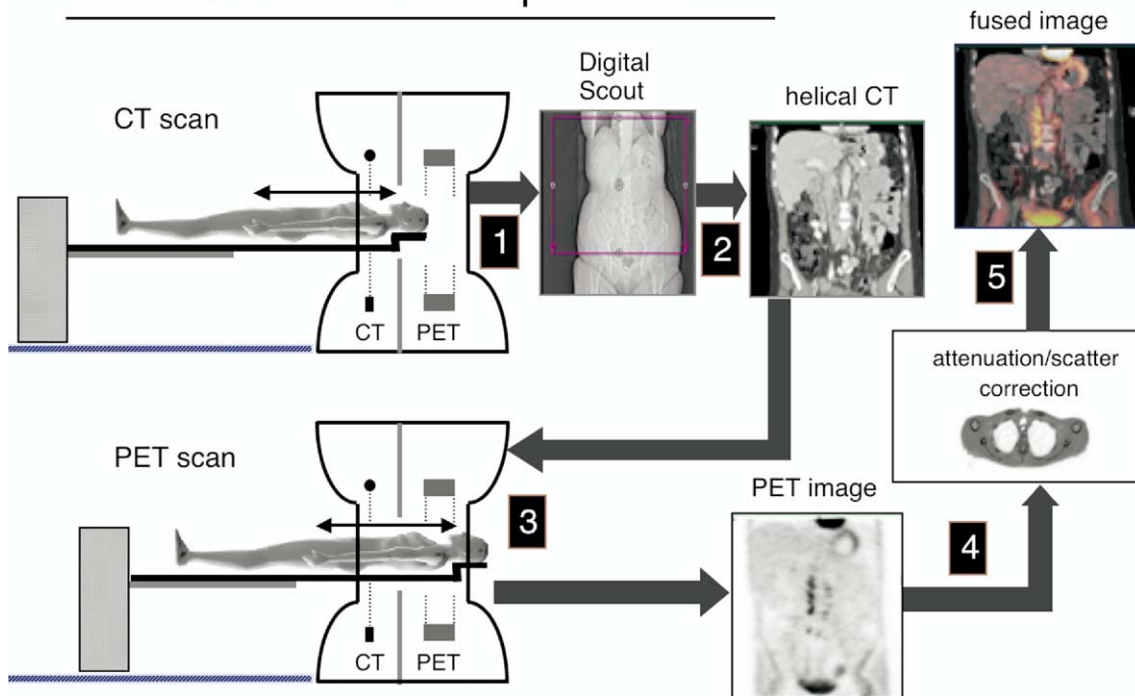 fused image
Digital
Scout
helical CT
CT scan
1
2
5
CT
PET
attenuation/scatter
correction
PET scan
PET image
3
4
CT
PET